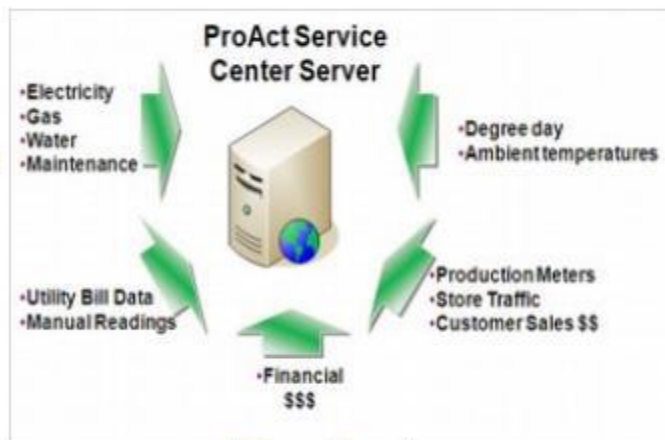 ProAct Service
Center Server
•Electricity
•Gas
•Water
•Maintenance
•Degree day
•Ambient temperatures
•Utility Bill Data
•Manual Readings
•Production Meters
•Store Traffic
•Customer Sales $$
•Financial
$$$